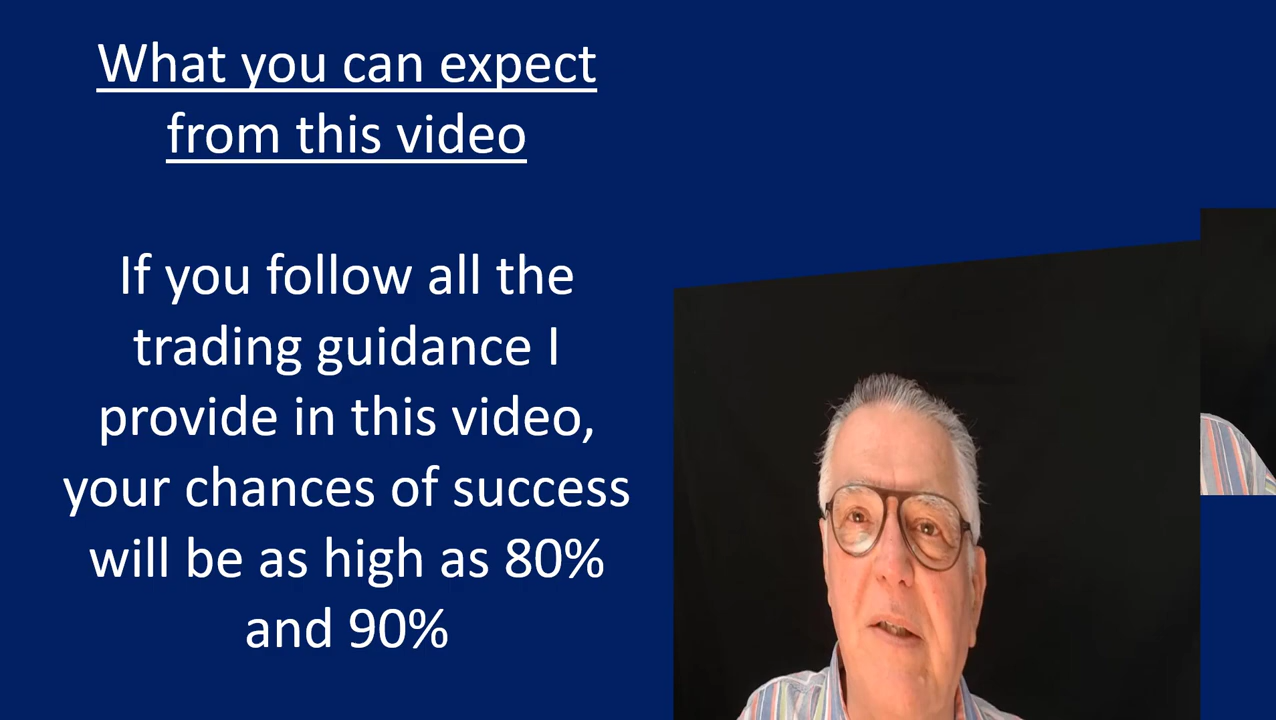 What you can expect
from this video
If you follow all the
trading guidance I
provide in this video,
your chances of success
will be as high as 80%
and 90%